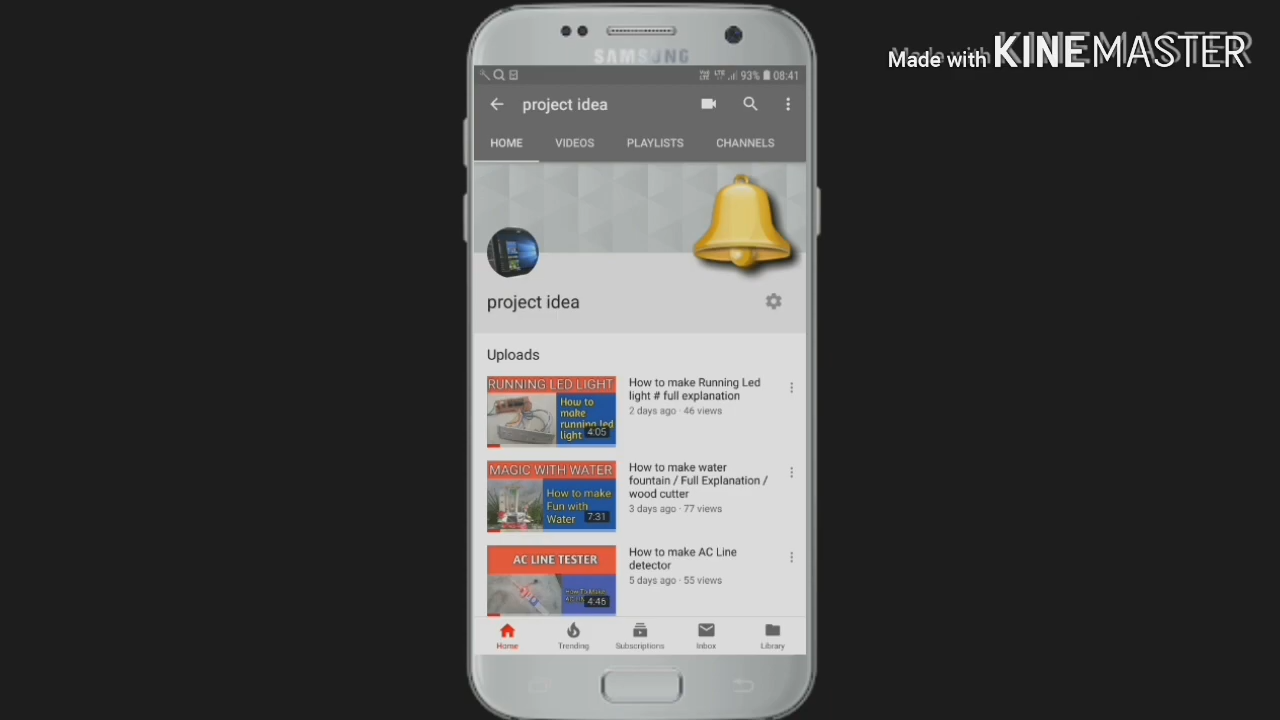 Made with KINEMASTER
SAMSUNG
93% 08:41
project idea
HOME VIDEOS PLAYLISTS CHANNELS
project idea
Uploads
RUNNING LED LIGHT
How to
make
running led
light
4:05
How to make Running Led
light # full explanation
2 days ago · 46 views
MAGIC WITH WATER
How to make
Fun with
Water
7:31
How to make water
fountain / Full Explanation /
wood cutter
3 days ago · 77 views
AC LINE TESTER
How To Make
4:45
How to make AC Line
detector
5 days ago · 55 views
Home Trending Subscriptions Inbox Library